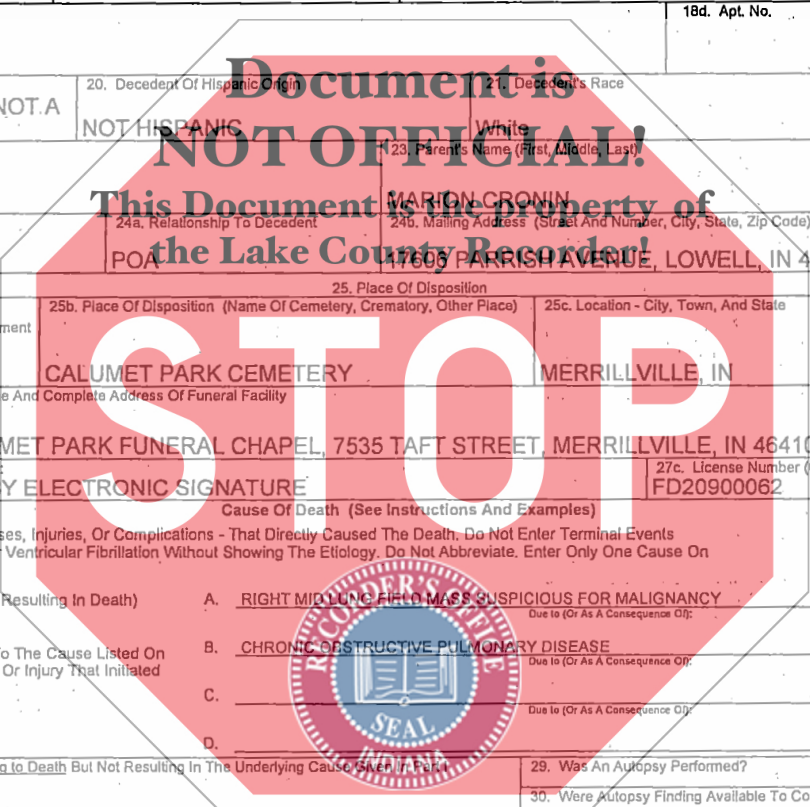 18d. Apt. No.
Document is
20. Decedent Of Hispanic Origin
21. Decedent's Race
NOT A
NOT HISPANIC
White
NOT OFFICIAL!
23. Parent's Name (First, Middle, Last)
MARION CRONIN
This Document is the property of
24a. Relationship To Decedent
24b. Mailing Address (Street And Number, City, State, Zip Code)
the Lake County Recorder!
POA
17606 PARRISH AVENUE, LOWELL, IN 4
25. Place Of Disposition
25b. Place Of Disposition (Name Of Cemetery, Crematory, Other Place)
25c. Location - City, Town, And State
ment
STOP
CALUMET PARK CEMETERY
MERRILLVILLE, IN
e And Complete Address Of Funeral Facility
MET PARK FUNERAL CHAPEL, 7535 TAFT STREET, MERRILLVILLE, IN 46410
27c. License Number (
Y ELECTRONIC SIGNATURE
FD20900062
Cause Of Death (See Instructions And Examples)
ses, Injuries, Or Complications - That Directly Caused The Death. Do Not Enter Terminal Events
Ventricular Fibrillation Without Showing The Etiology. Do Not Abbreviate. Enter Only One Cause On
Resulting In Death)
A. RIGHT MID LUNG FIELD MASS SUSPICIOUS FOR MALIGNANCY
Due to (Or As A Consequence Of):
B. CHRONIC OBSTRUCTIVE PULMONARY DISEASE
Due to (Or As A Consequence Of):
o The Cause Listed On
Or Injury That Initiated
C.
Due to (Or As A Consequence Of):
D.
RECORDER'S OFFICE
SEAL
INDIANA
g to Death But Not Resulting In The Underlying Cause Given In Part I
29. Was An Autopsy Performed?
30. Were Autopsy Finding Available To Co